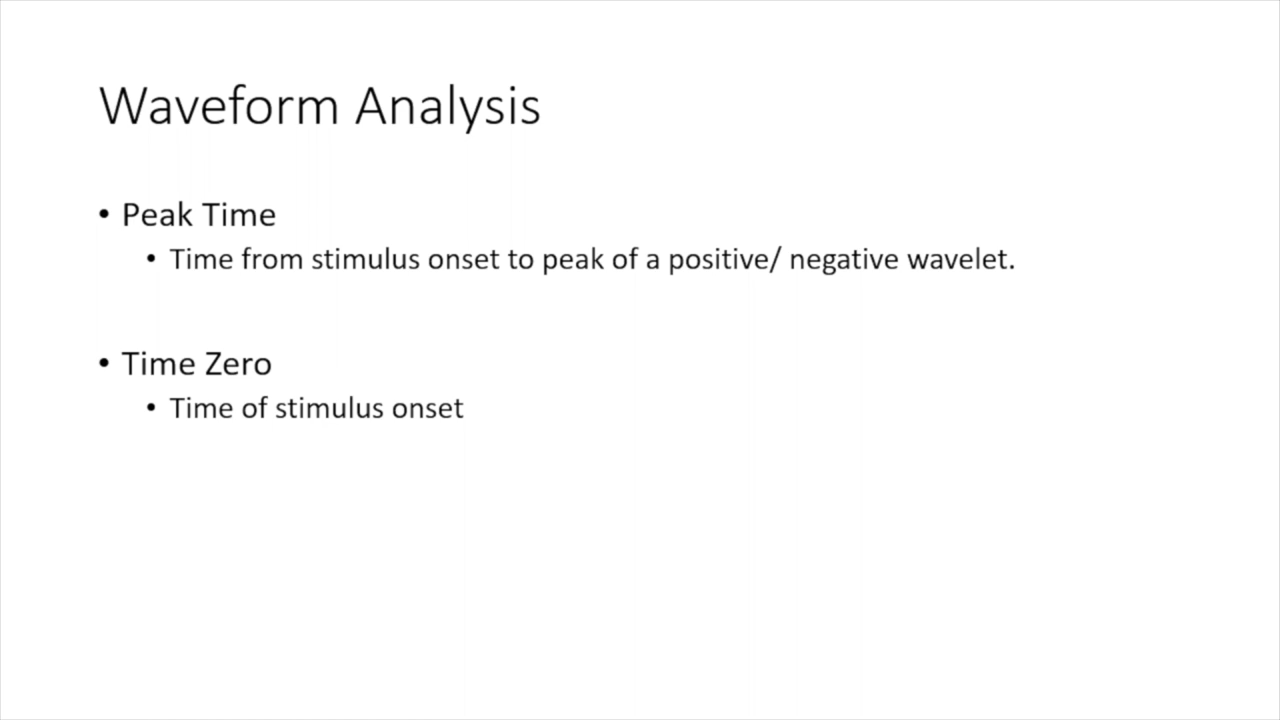 Waveform Analysis
• Peak Time
• Time from stimulus onset to peak of a positive/ negative wavelet.
• Time Zero
• Time of stimulus onset